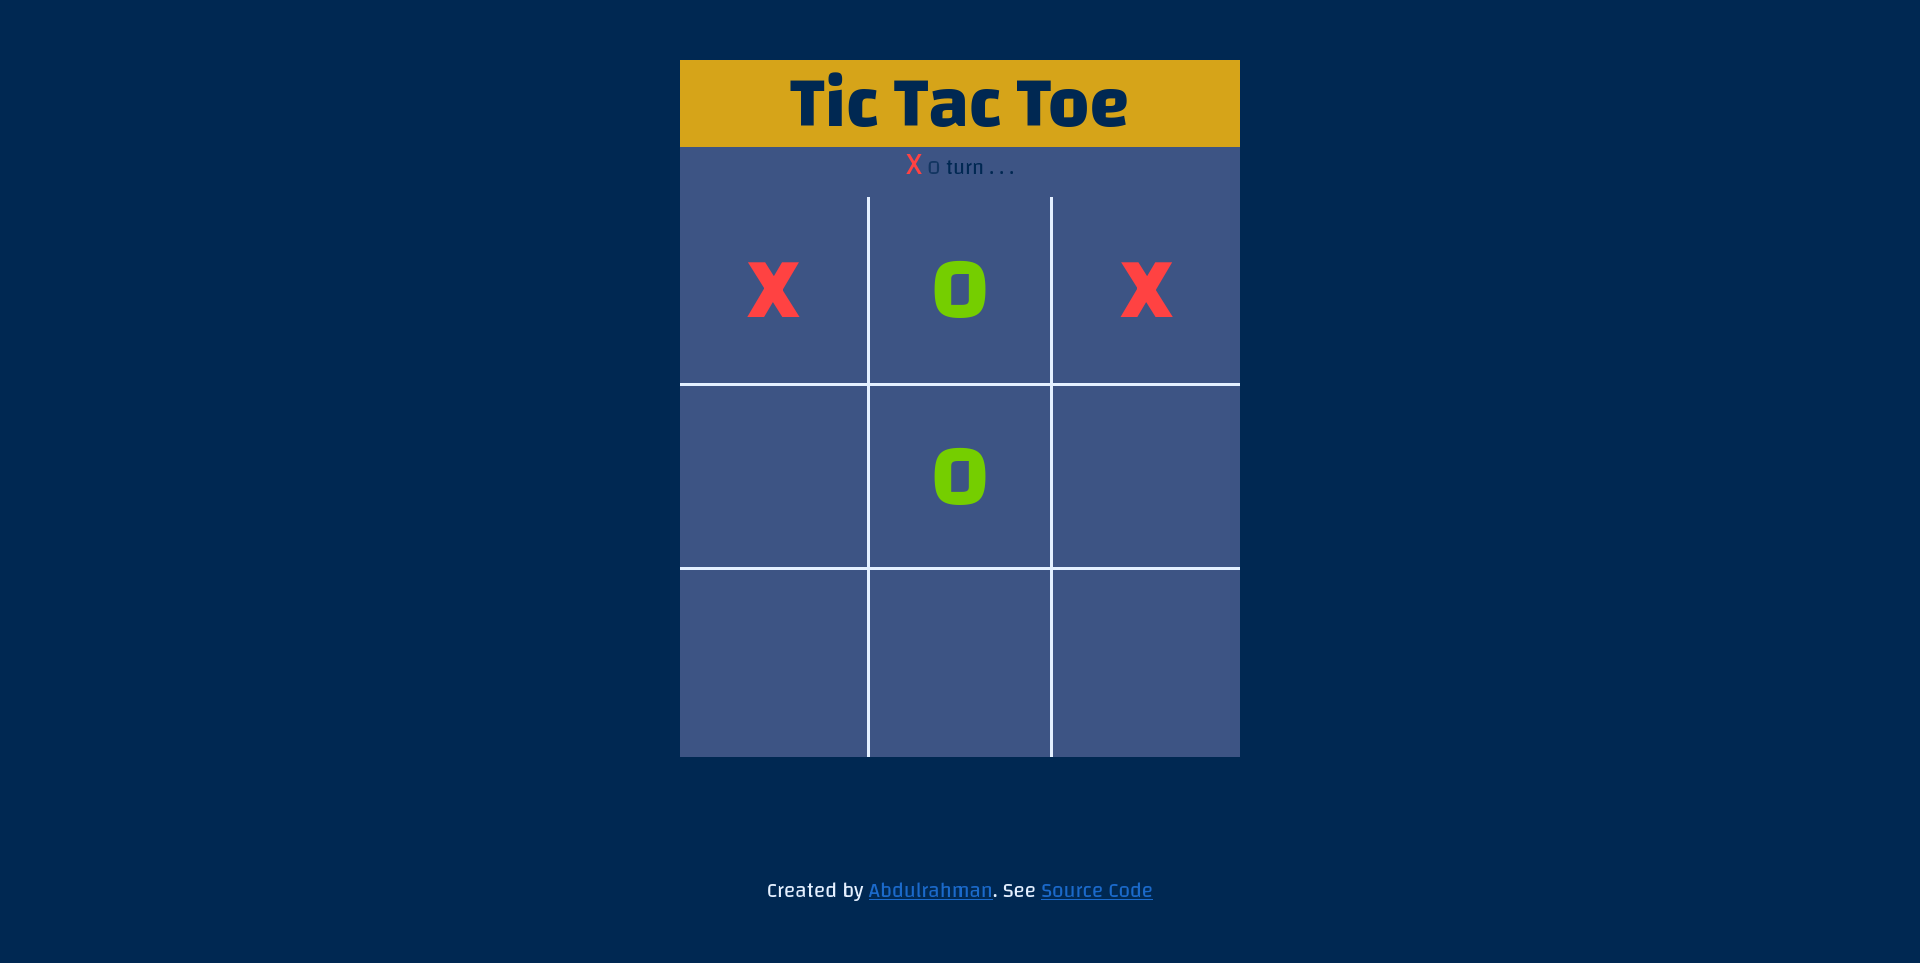 Tic Tac Toe
X O turn . . .
X O X
O
Created by Abdulrahman. See Source Code